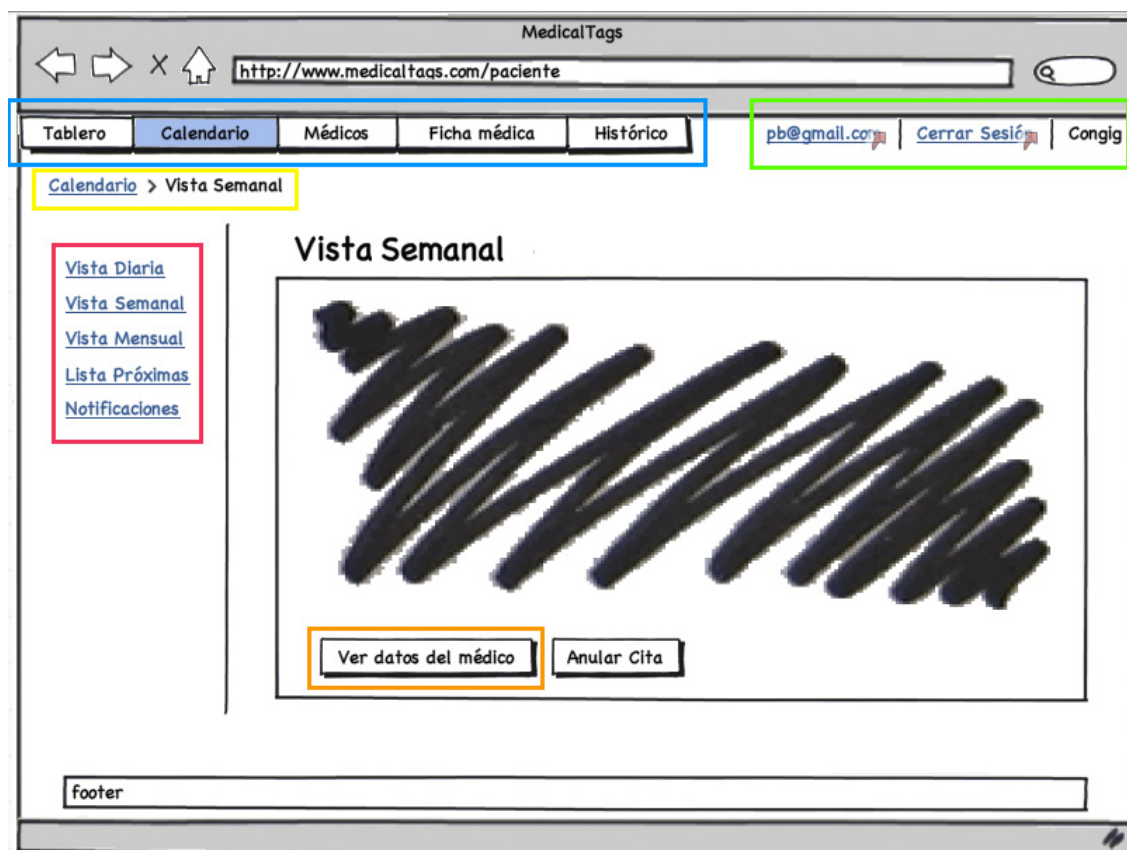 MedicalTags
http://www.medicaltags.com/paciente
Tablero Calendario Médicos Ficha médica Histórico pb@gmail.com Cerrar Sesión Congig
Calendario > Vista Semanal
Vista Semanal
Vista Diaria
Vista Semanal
Vista Mensual
Lista Próximas
Notificaciones
Ver datos del médico Anular Cita
footer